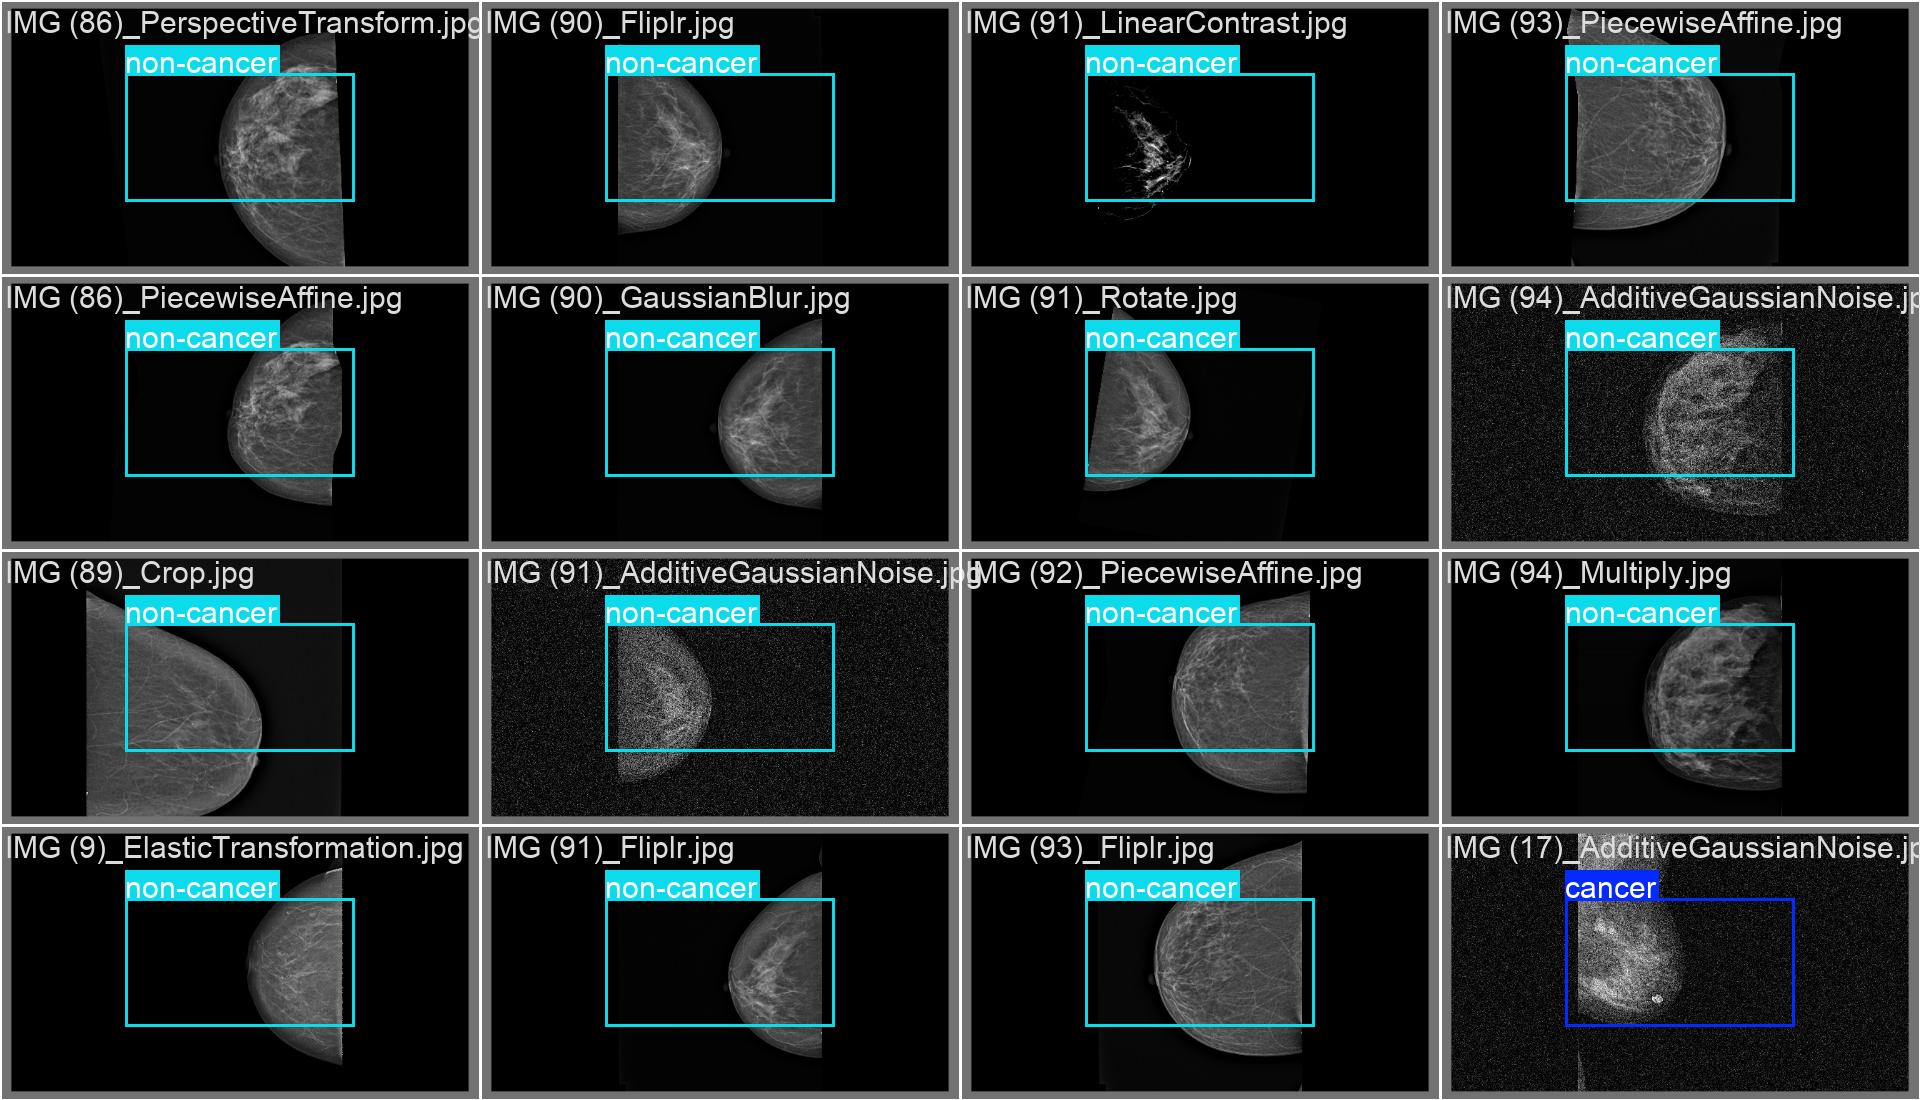 IMG (86)_PerspectiveTransform.jpg
non-cancer
IMG (90)_Fliplr.jpg
non-cancer
IMG (91)_LinearContrast.jpg
non-cancer
IMG (93)_PiecewiseAffine.jpg
non-cancer
IMG (86)_PiecewiseAffine.jpg
non-cancer
IMG (90)_GaussianBlur.jpg
non-cancer
IMG (91)_Rotate.jpg
non-cancer
IMG (94)_AdditiveGaussianNoise.jp
non-cancer
IMG (89)_Crop.jpg
non-cancer
IMG (91)_AdditiveGaussianNoise.jpg
non-cancer
IMG (92)_PiecewiseAffine.jpg
non-cancer
IMG (94)_Multiply.jpg
non-cancer
IMG (9)_ElasticTransformation.jpg
non-cancer
IMG (91)_Fliplr.jpg
non-cancer
IMG (93)_Fliplr.jpg
non-cancer
IMG (17)_AdditiveGaussianNoise.jp
cancer